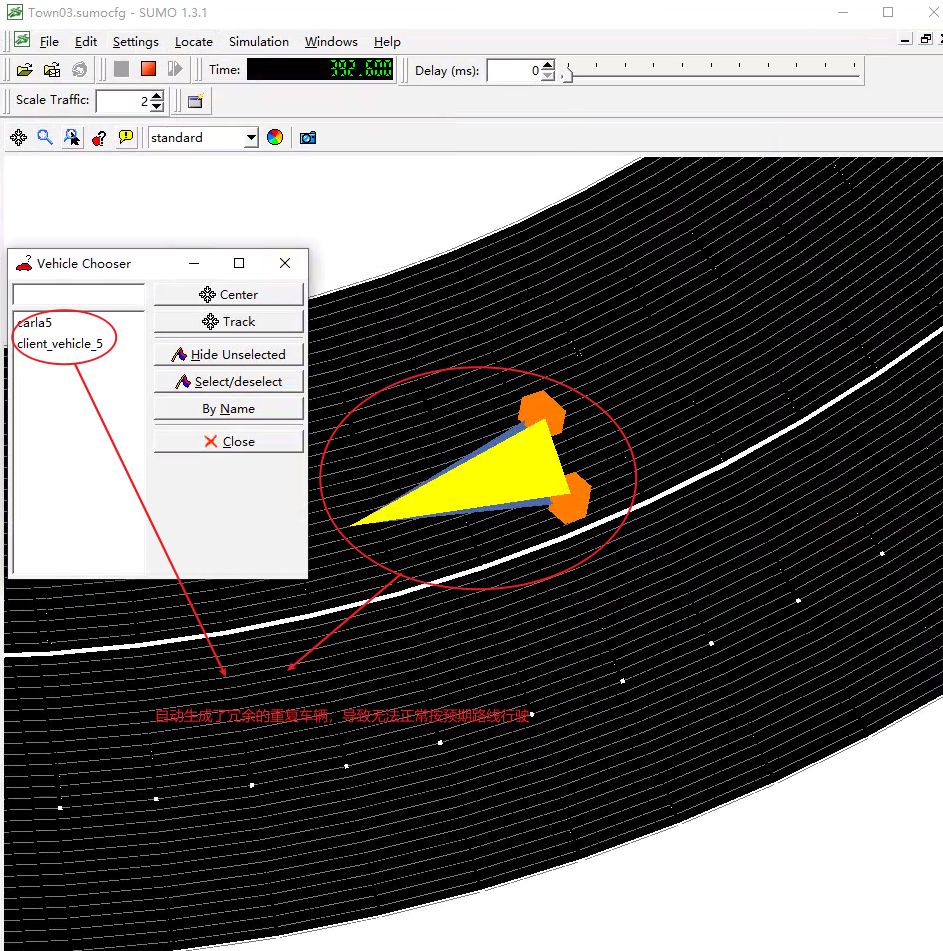 Town03.sumocfg - SUMO 1.3.1
File Edit Settings Locate Simulation Windows Help
Time: 392.600 Delay (ms): 0
Scale Traffic: 2
standard
Vehicle Chooser
Center
carla5
Track
client_vehicle_5
Hide Unselected
Select/deselect
By Name
Close
自动生成了冗余的重复车辆，导致无法正常按预期路线行驶